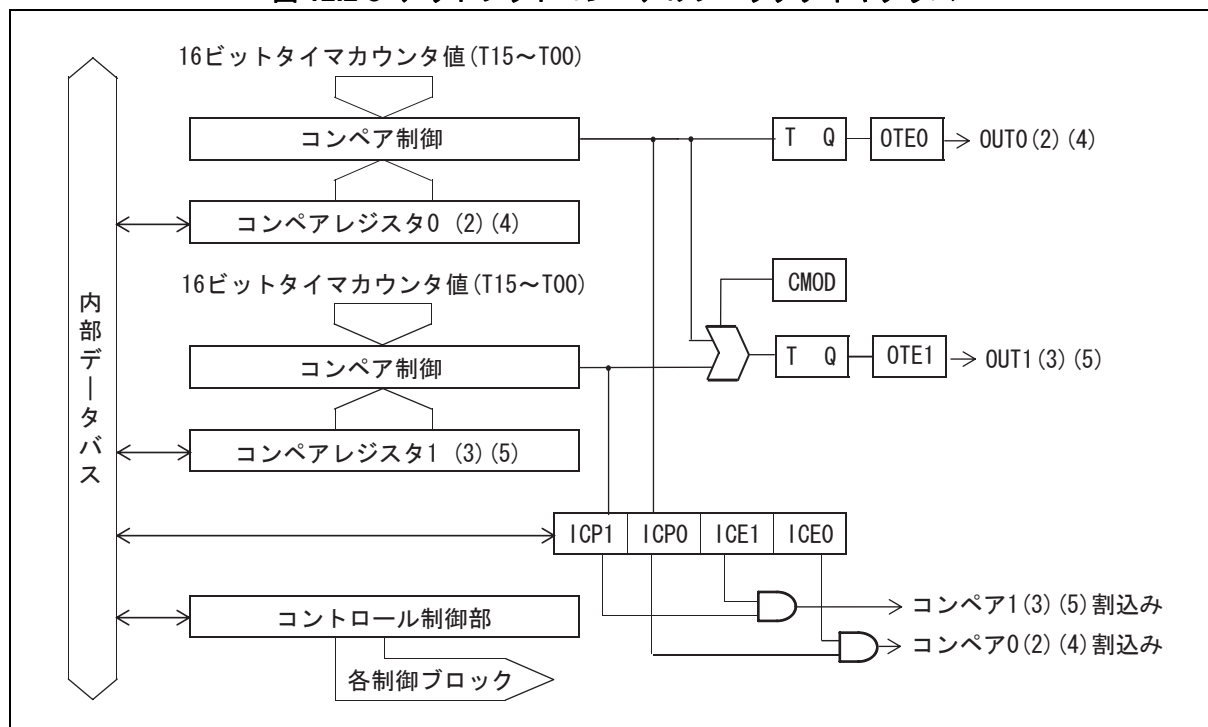 16ビットタイマカウンタ値(T15～T00)
コンペア制御
T Q
OTE0
OUT0(2)(4)
コンペアレジスタ0 (2)(4)
16ビットタイマカウンタ値(T15～T00)
CMOD
内部データバス
コンペア制御
T Q
OTE1
OUT1(3)(5)
コンペアレジスタ1 (3)(5)
ICP1 ICP0 ICE1 ICE0
コントロール制御部
コンペア1(3)(5)割込み
コンペア0(2)(4)割込み
各制御ブロック